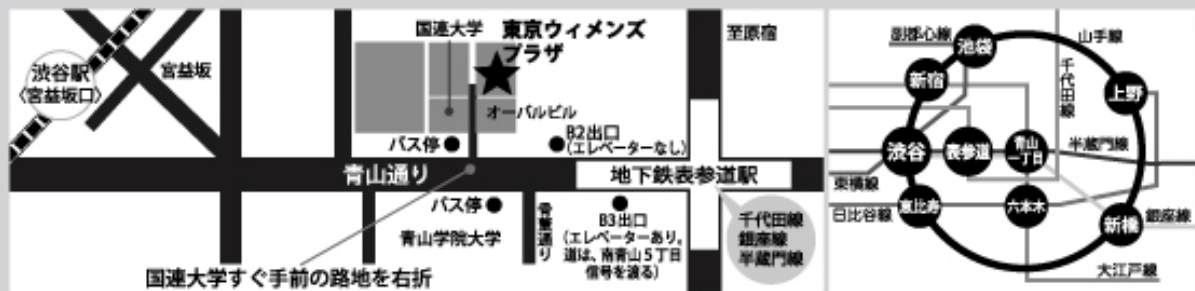 国連大学
東京ウィメンズ
プラザ
至原宿
渋谷駅
〈宮益坂口〉
宮益坂
オーバルビル
バス停
B2出口
(エレベーターなし)
青山通り
地下鉄表参道駅
バス停
青山学院大学
骨董通り
B3出口
(エレベーターあり。
道は、南青山5丁目
信号を渡る)
千代田線
銀座線
半蔵門線
国連大学すぐ手前の路地を右折
副都心線
池袋
山手線
新宿
千代田線
上野
渋谷
表参道
青山
一丁目
半蔵門線
東横線
日比谷線
恵比寿
六本木
新橋
銀座線
大江戸線